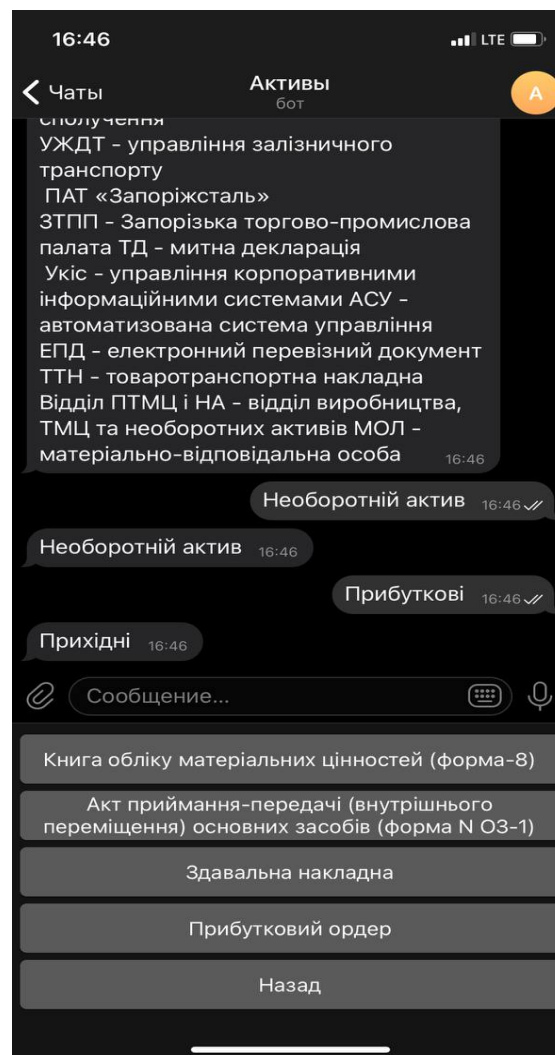 16:46
LTE
Чаты
Активы
бот
А
сполучення
УЖДТ – управління залізничного
транспорту
ПАТ «Запоріжсталь»
ЗТПП – Запорізька торгово-промислова
палата ТД – митна декларація
Укіс – управління корпоративними
інформаційними системами АСУ –
автоматизована система управління
ЕПД – електронний перевізний документ
ТТН – товаротранспортна накладна
Відділ ПТМЦ і НА – відділ виробництва,
ТМЦ та необоротних активів МОЛ –
матеріально-відповідальна особа 16:46
Необоротній актив 16:46
Необоротній актив 16:46
Прибуткові 16:46
Прихідні 16:46
Сообщение...
Книга обліку матеріальних цінностей (форма-8)
Акт приймання-передачі (внутрішнього
переміщення) основних засобів (форма N ОЗ-1)
Здавальна накладна
Прибутковий ордер
Назад